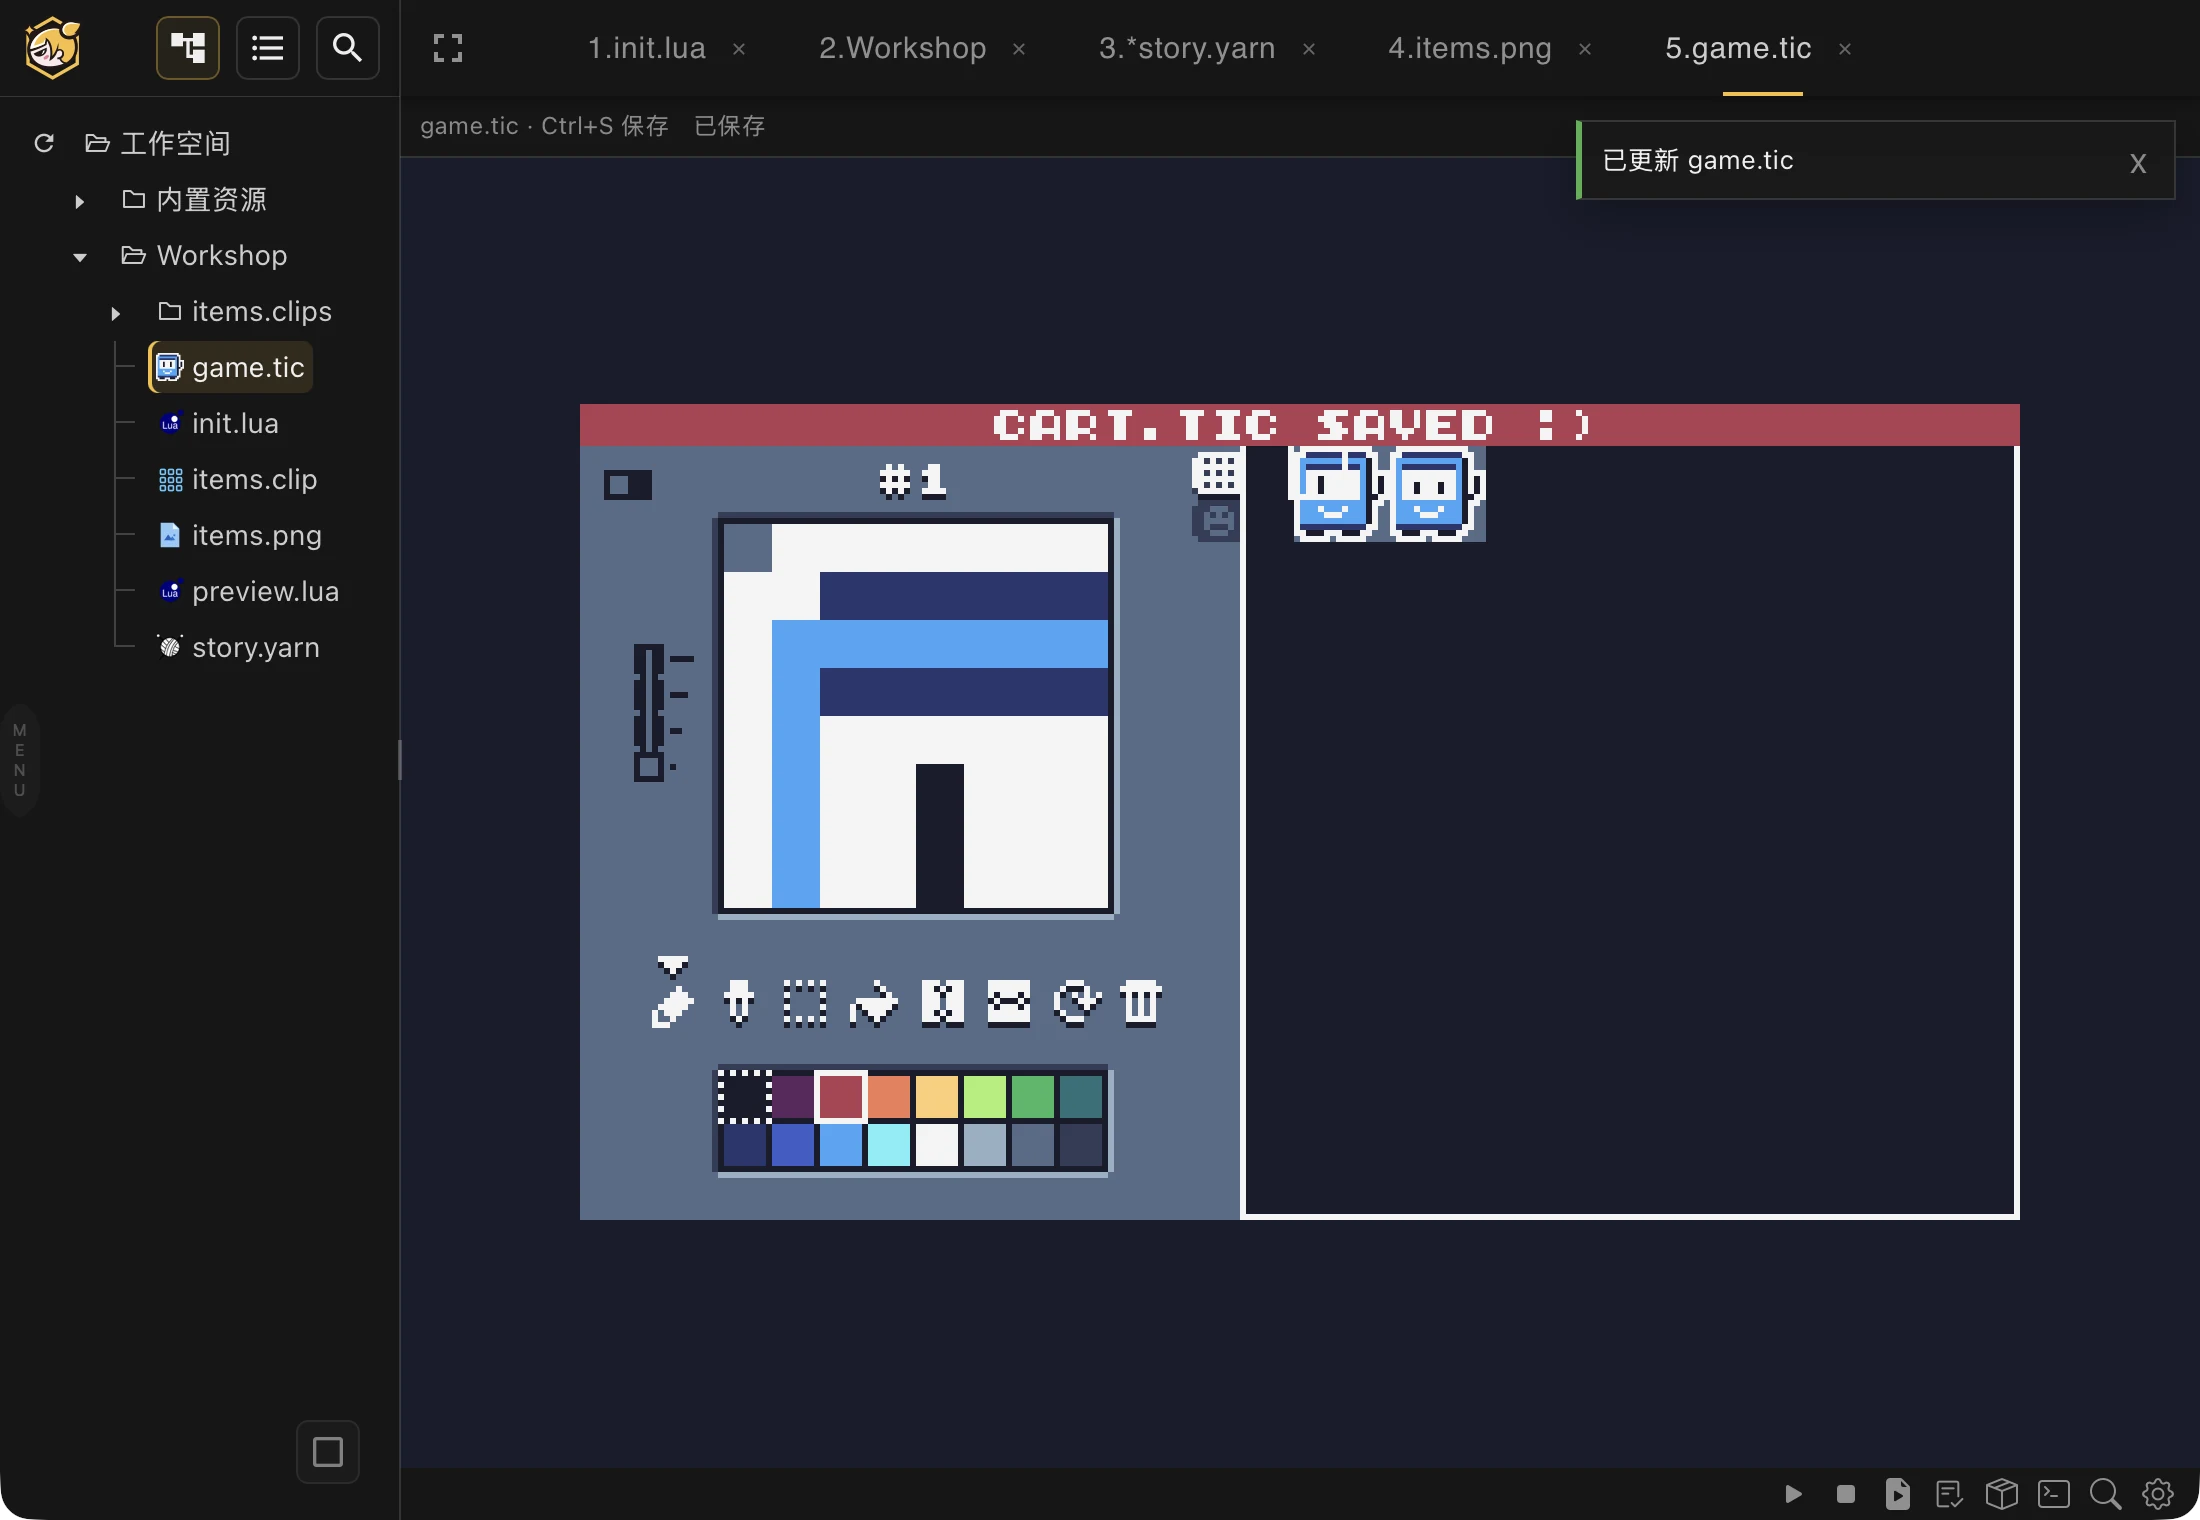 1.init.lua ×
2.Workshop ×
3.*story.yarn ×
4.items.png ×
5.game.tic ×
game.tic · Ctrl+S 保存 已保存
已更新 game.tic X
工作空间
内置资源
Workshop
items.clips
game.tic
Lua init.lua
items.clip
items.png
Lua preview.lua
story.yarn
MENU
CART.TIC SAVED :)
#1